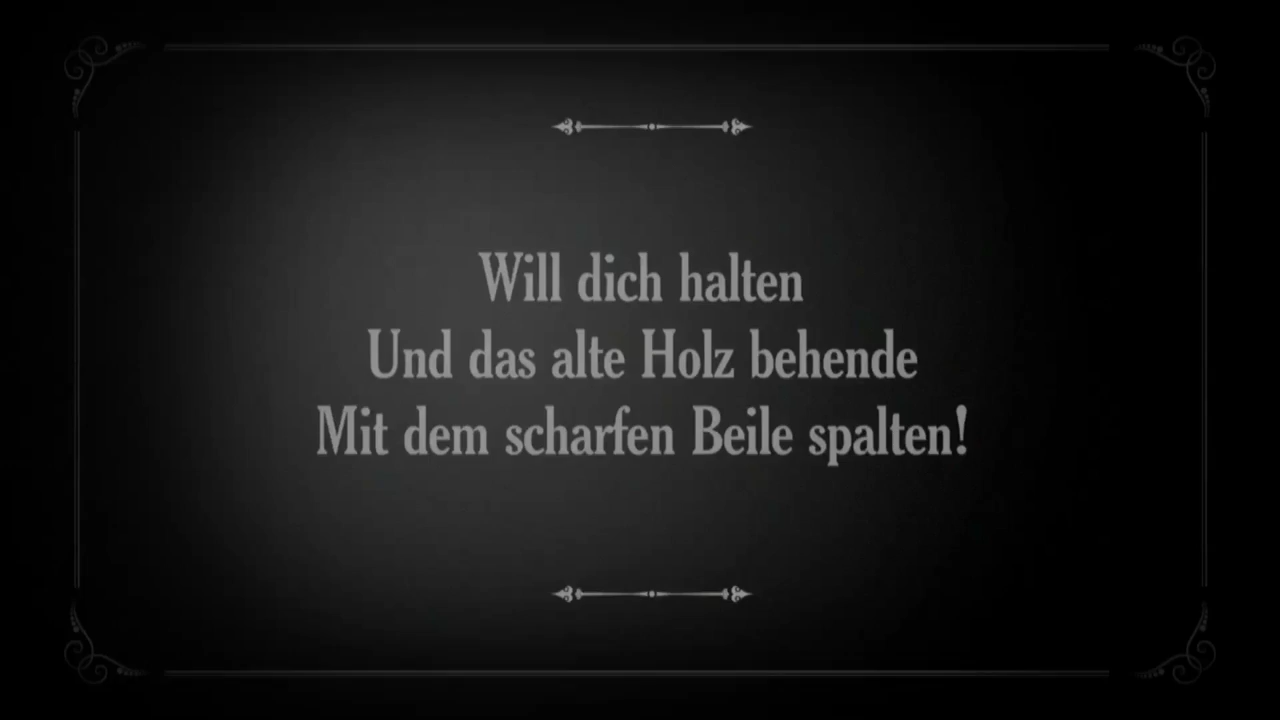 Will dich halten
Und das alte Holz behende
Mit dem scharfen Beile spalten!